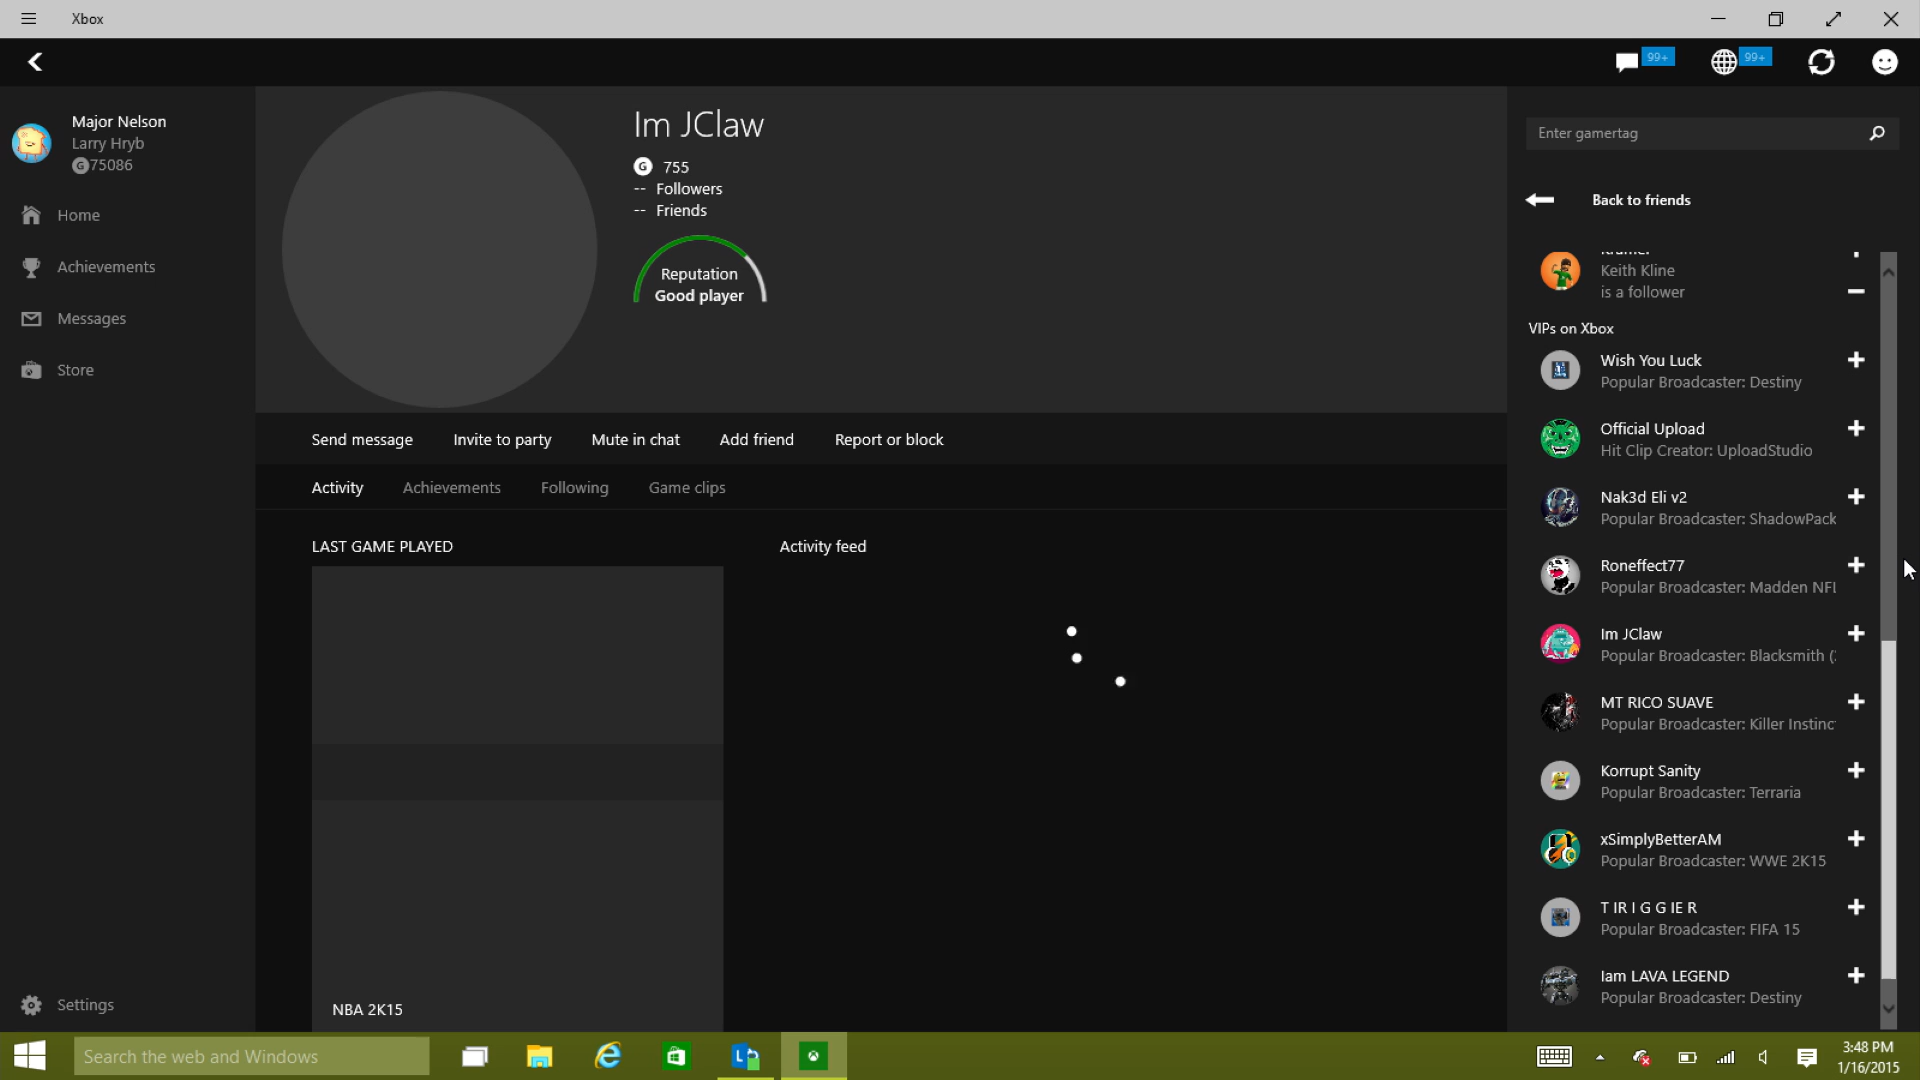 Xbox
99+
99+
Major Nelson
Larry Hryb
G 75086
Home
Achievements
Messages
Store
Settings
Im JClaw
G 755
-- Followers
-- Friends
Reputation
Good player
Send message
Invite to party
Mute in chat
Add friend
Report or block
Activity
Achievements
Following
Game clips
LAST GAME PLAYED
NBA 2K15
Activity feed
Enter gamertag
Back to friends
Keith Kline
is a follower
VIPs on Xbox
Wish You Luck
Popular Broadcaster: Destiny
Official Upload
Hit Clip Creator: UploadStudio
Nak3d Eli v2
Popular Broadcaster: ShadowPack
Roneffect77
Popular Broadcaster: Madden NFL
Im JClaw
Popular Broadcaster: Blacksmith (
MT RICO SUAVE
Popular Broadcaster: Killer Instinc
Korrupt Sanity
Popular Broadcaster: Terraria
xSimplyBetterAM
Popular Broadcaster: WWE 2K15
T IR I G G IE R
Popular Broadcaster: FIFA 15
Iam LAVA LEGEND
Popular Broadcaster: Destiny
Search the web and Windows
3:48 PM
1/16/2015